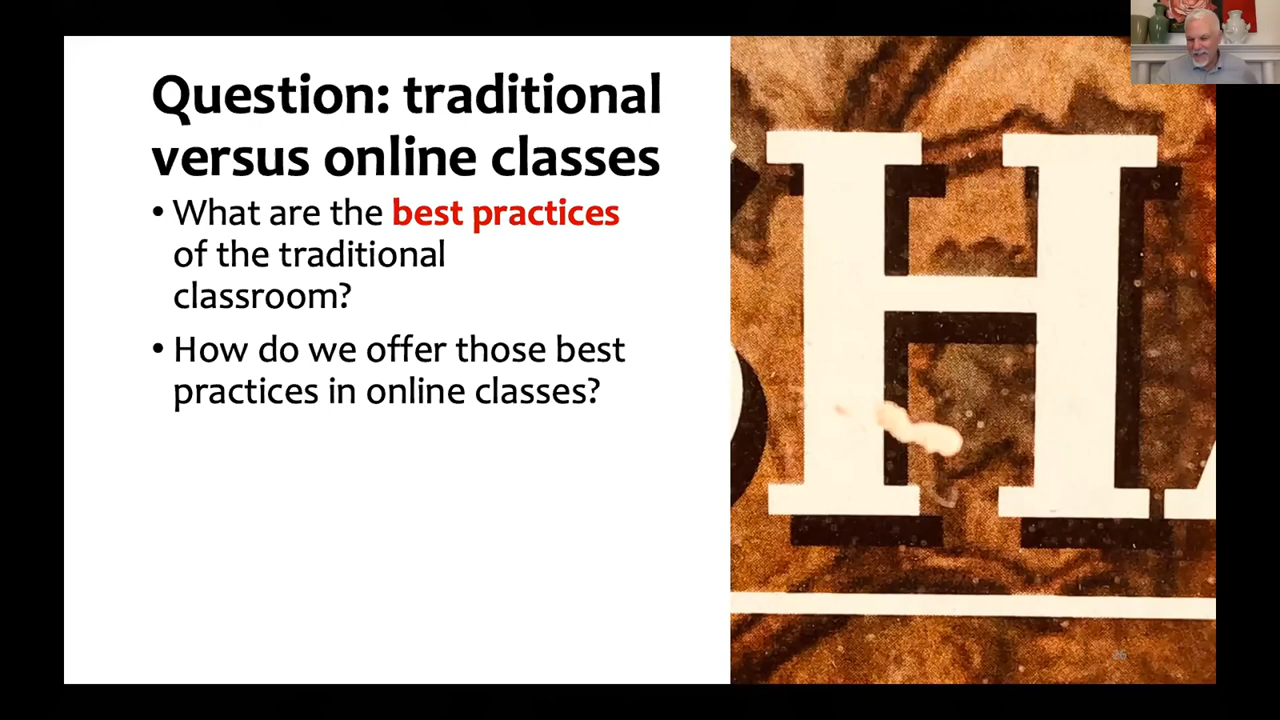 Question: traditional
versus online classes
• What are the best practices
of the traditional
classroom?
• How do we offer those best
practices in online classes?
H
26